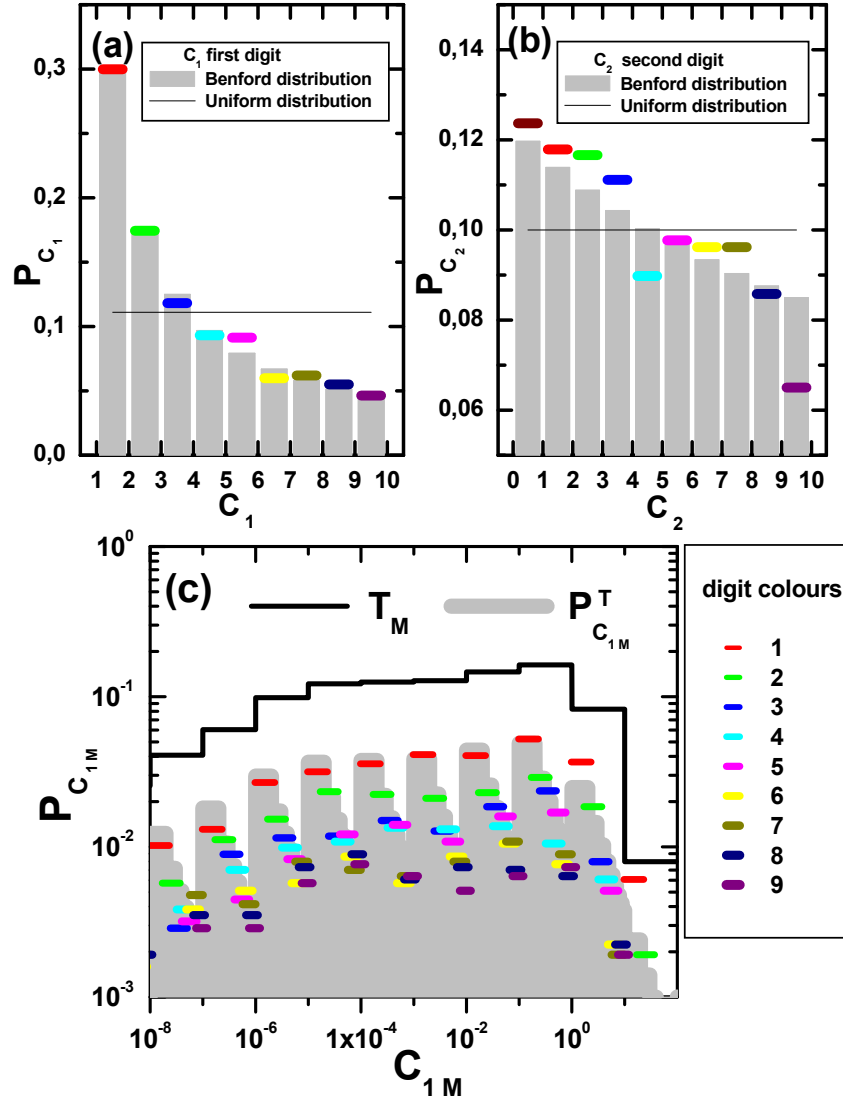 (a)
C1 first digit
Benford distribution
Uniform distribution
0,3
0,2
0,1
0,0
PC1
1 2 3 4 5 6 7 8 9 10
C1
(b)
C2 second digit
Benford distribution
Uniform distribution
0,14
0,12
0,10
0,08
0,06
PC2
0 1 2 3 4 5 6 7 8 9 10
C2
(c)
TM
P^T C1M
10^0
10^-1
10^-2
10^-3
PC1M
10^-8 10^-6 1x10^-4 10^-2 10^0
C1M
digit colours
1
2
3
4
5
6
7
8
9